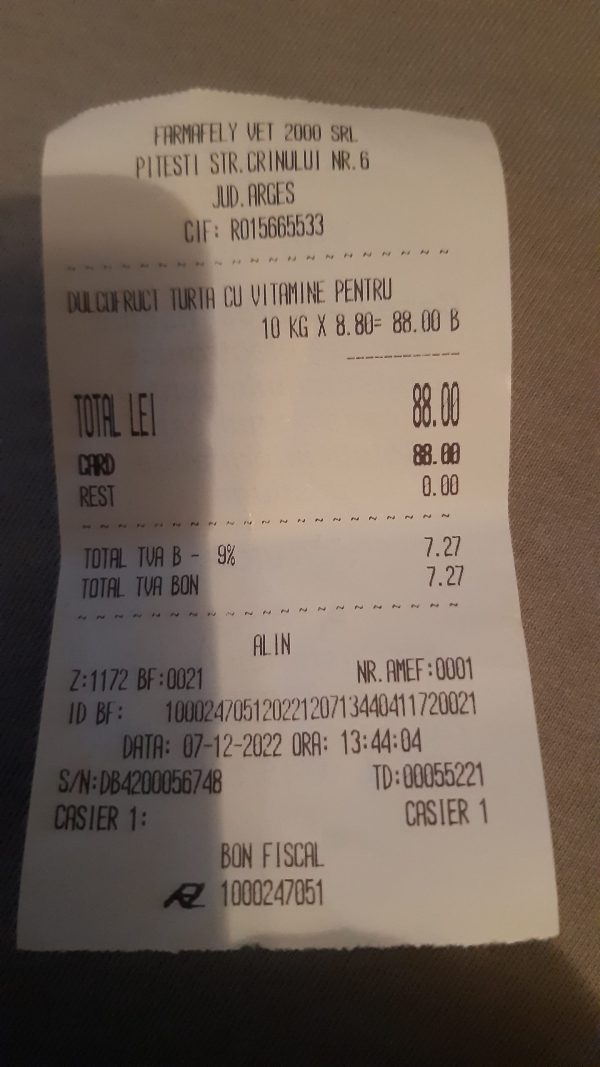 FARMAFELY VET 2000 SRL
PITESTI STR.CRINULUI NR.6
JUD.ARGES
CIF: RO15665533
DULCOFRUCT TURTA CU VITAMINE PENTRU
10 KG X 8.80= 88.00 B
TOTAL LEI 88.00
CARD 88.00
REST 0.00
TOTAL TVA B - 9% 7.27
TOTAL TVA BON 7.27
ALIN
Z:1172 BF:0021 NR.AMEF:0001
ID BF: 10002470512022120713440411720021
DATA: 07-12-2022 ORA: 13:44:04
S/N:DB4200056748 TD:00055221
CASIER 1: CASIER 1
BON FISCAL
1000247051